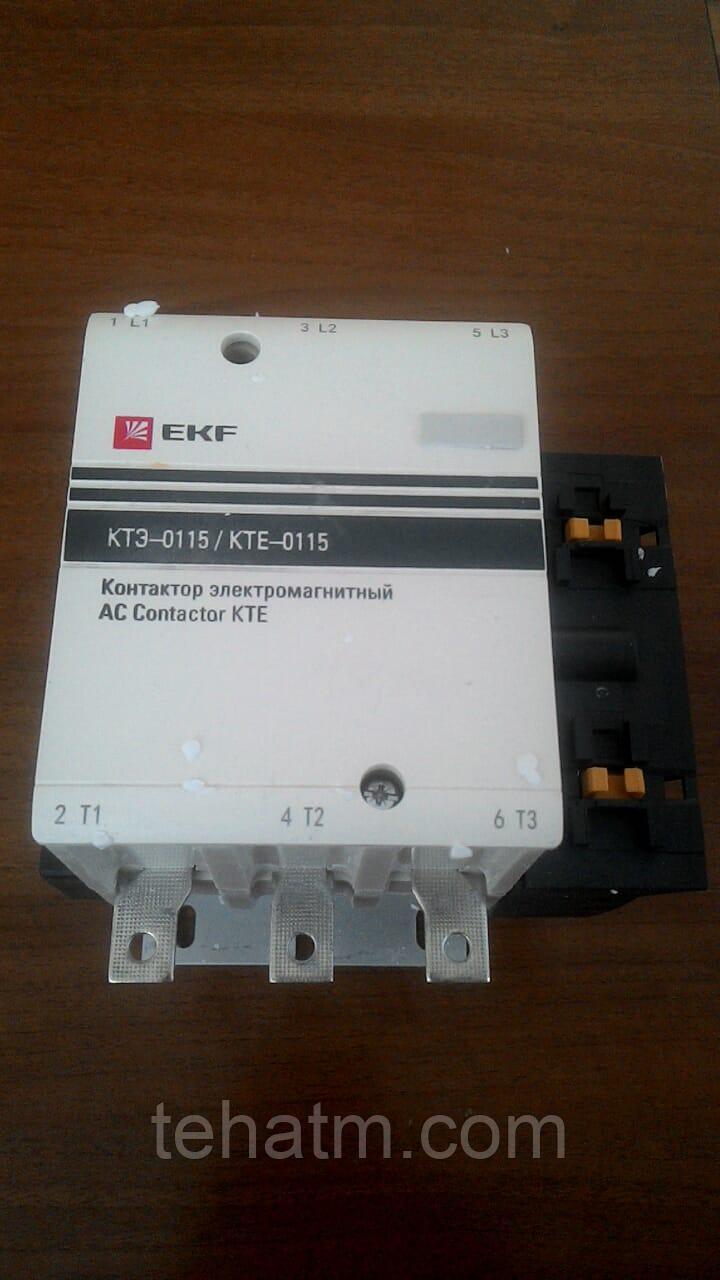 1 L1 3 L2 5 L3
EKF
КТЭ–0115 / KTE–0115
Контактор электромагнитный
AC Contactor KTE
2 T1 4 T2 6 T3
tehatm.com